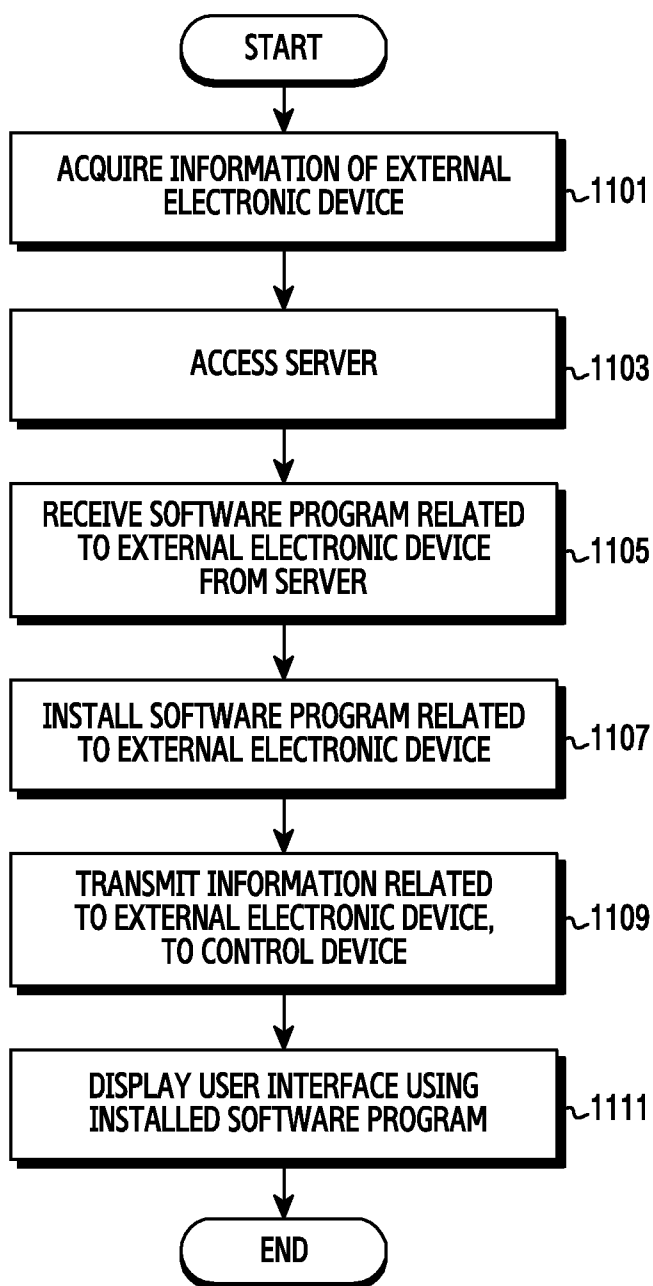 START
ACQUIRE INFORMATION OF EXTERNAL
ELECTRONIC DEVICE
1101
ACCESS SERVER
1103
RECEIVE SOFTWARE PROGRAM RELATED
TO EXTERNAL ELECTRONIC DEVICE
FROM SERVER
1105
INSTALL SOFTWARE PROGRAM RELATED
TO EXTERNAL ELECTRONIC DEVICE
1107
TRANSMIT INFORMATION RELATED
TO EXTERNAL ELECTRONIC DEVICE,
TO CONTROL DEVICE
1109
DISPLAY USER INTERFACE USING
INSTALLED SOFTWARE PROGRAM
1111
END